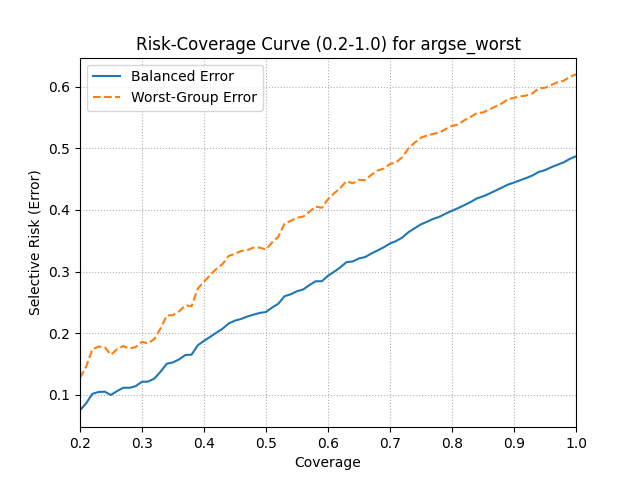 Risk-Coverage Curve (0.2-1.0) for argse_worst
Balanced Error
Worst-Group Error
Selective Risk (Error)
0.6
0.5
0.4
0.3
0.2
0.1
0.2 0.3 0.4 0.5 0.6 0.7 0.8 0.9 1.0
Coverage